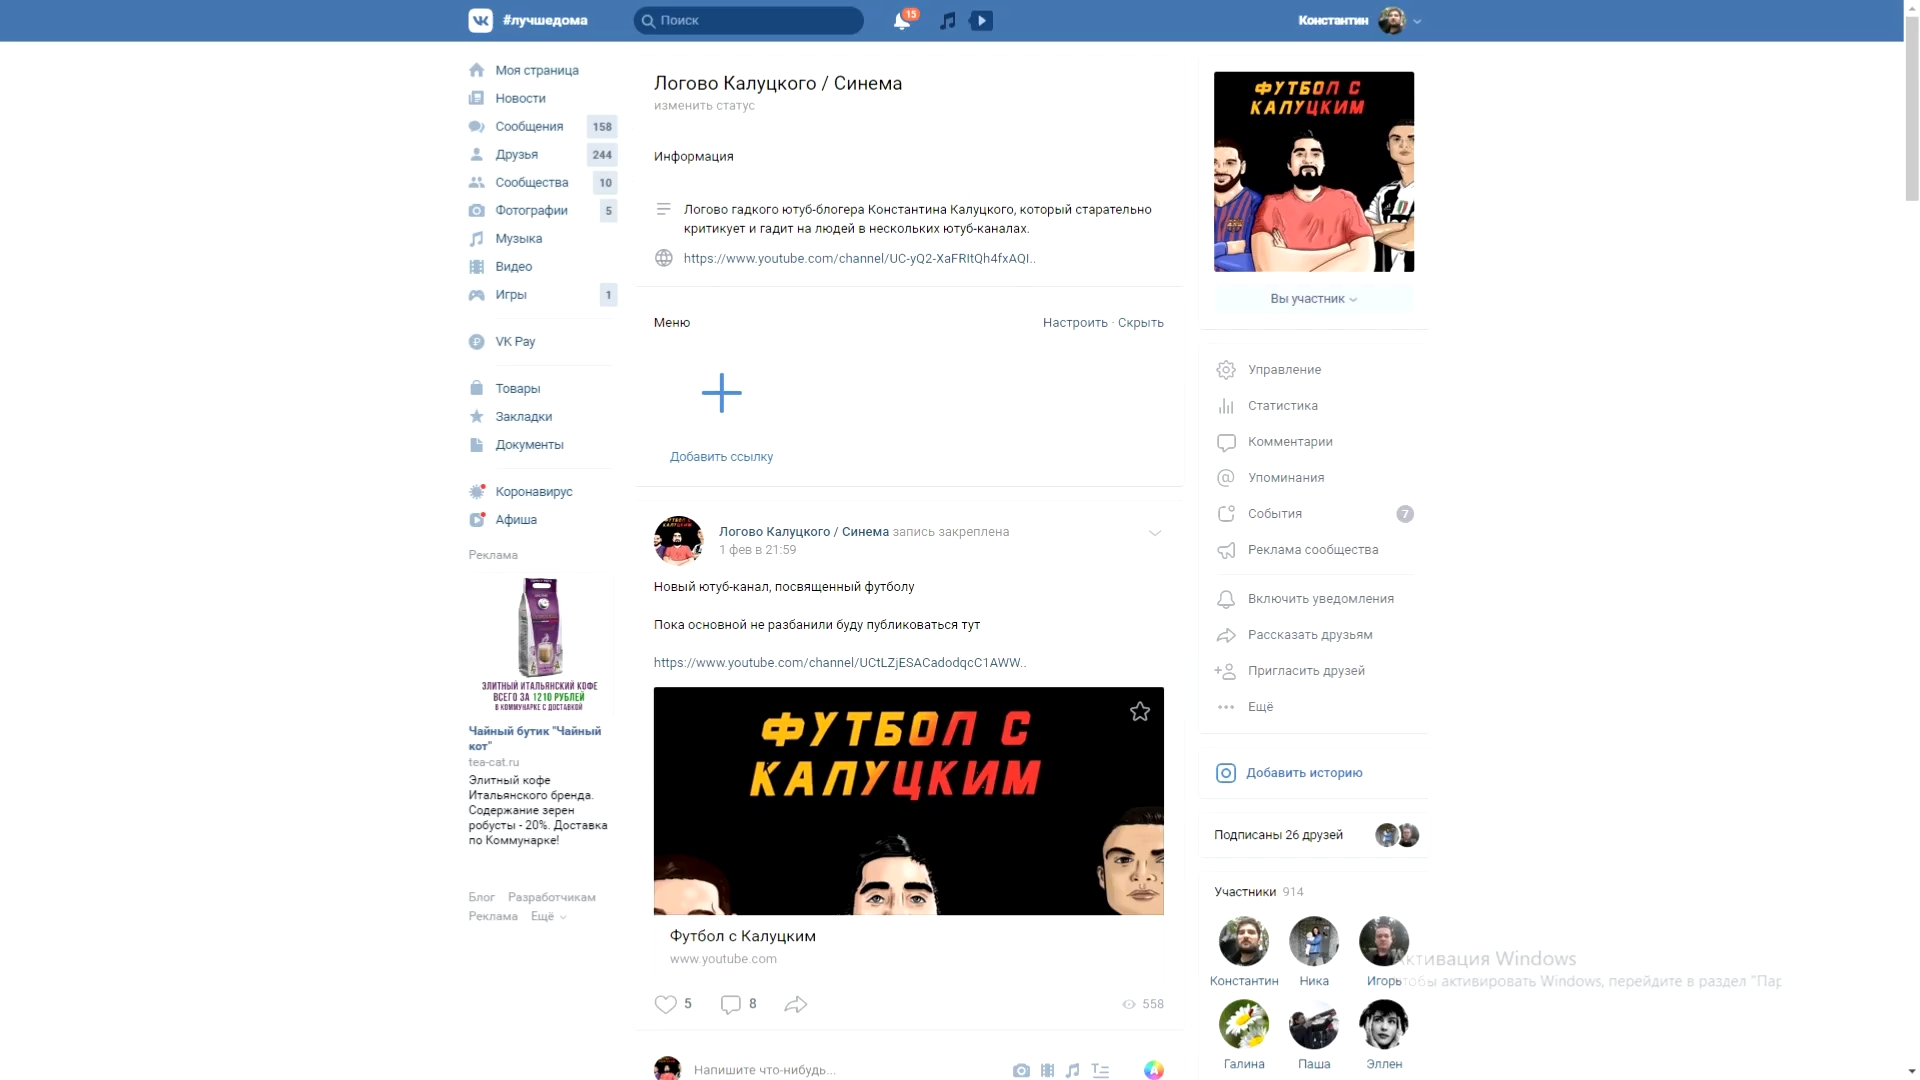 #лучшедома
Поиск
15
Константин
Моя страница
Новости
Сообщения 158
Друзья 244
Сообщества 10
Фотографии 5
Музыка
Видео
Игры 1
VK Pay
Товары
Закладки
Документы
Коронавирус
Афиша
Реклама
ЭЛИТНЫЙ ИТАЛЬЯНСКИЙ КОФЕ
ВСЕГО ЗА 1210 РУБЛЕЙ
В КОММУНАРКЕ С ДОСТАВКОЙ
Чайный бутик "Чайный
кот"
tea-cat.ru
Элитный кофе
Итальянского бренда.
Содержание зерен
робусты - 20%. Доставка
по Коммунарке!
Блог Разработчикам
Реклама Ещё
Логово Калуцкого / Синема
изменить статус
Информация
Логово гадкого ютуб-блогера Константина Калуцкого, который старательно
критикует и гадит на людей в нескольких ютуб-каналах.
https://www.youtube.com/channel/UC-yQ2-XaFRItQh4fxAQI..
Меню
Настроить · Скрыть
Добавить ссылку
Логово Калуцкого / Синема запись закреплена
1 фев в 21:59
Новый ютуб-канал, посвященный футболу
Пока основной не разбанили буду публиковаться тут
https://www.youtube.com/channel/UCtLZjESACadodqcC1AWW..
ФУТБОЛ С
КАЛУЦКИМ
Футбол с Калуцким
www.youtube.com
5 8 558
Напишите что-нибудь...
ФУТБОЛ С
КАЛУЦКИМ
Вы участник
Управление
Статистика
Комментарии
Упоминания
События 7
Реклама сообщества
Включить уведомления
Рассказать друзьям
Пригласить друзей
Ещё
Добавить историю
Подписаны 26 друзей
Участники 914
Константин Ника Игорь
Галина Паша Эллен
Активация Windows
Чтобы активировать Windows, перейдите в раздел "Пар